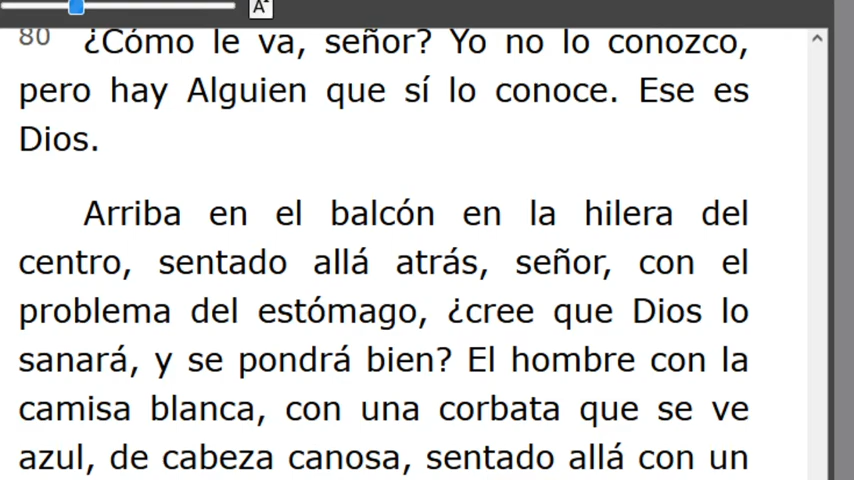 A
80 ¿Cómo le va, señor? Yo no lo conozco,
pero hay Alguien que sí lo conoce. Ese es
Dios.
Arriba en el balcón en la hilera del
centro, sentado allá atrás, señor, con el
problema del estómago, ¿cree que Dios lo
sanará, y se pondrá bien? El hombre con la
camisa blanca, con una corbata que se ve
azul, de cabeza canosa, sentado allá con un